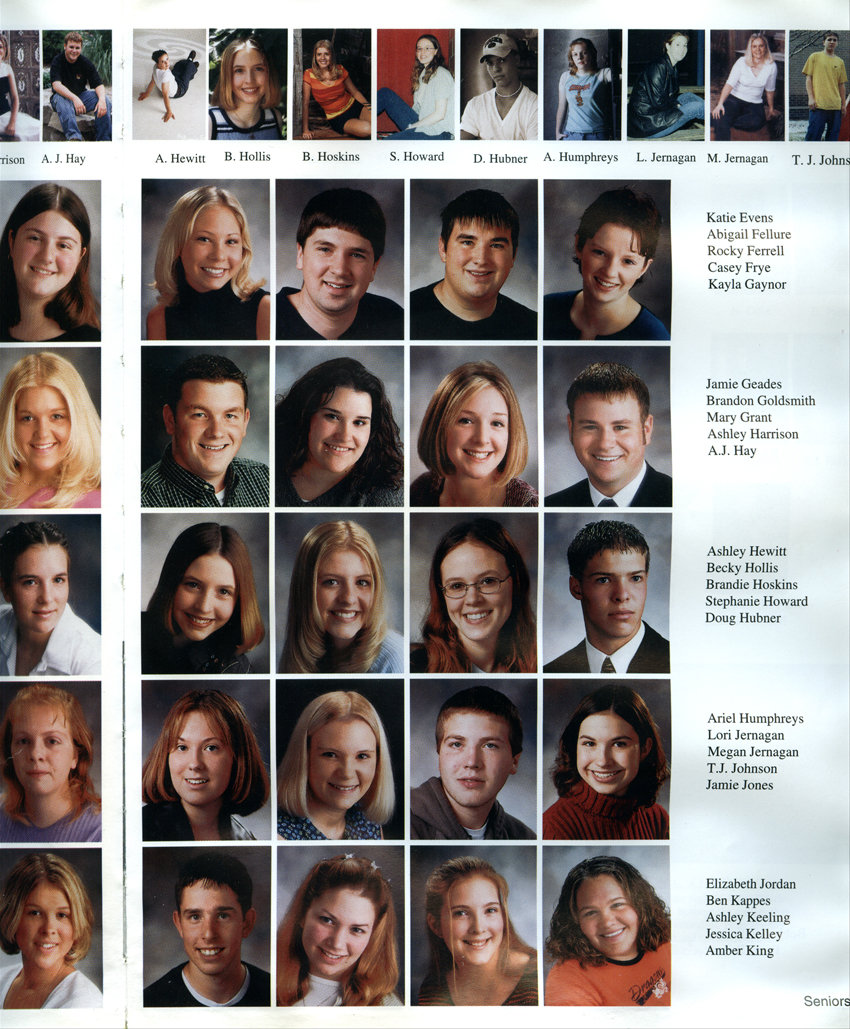 rrison A. J. Hay A. Hewitt B. Hollis B. Hoskins S. Howard D. Hubner A. Humphreys L. Jernagan M. Jernagan T. J. Johns
Katie Evens
Abigail Fellure
Rocky Ferrell
Casey Frye
Kayla Gaynor
Jamie Geades
Brandon Goldsmith
Mary Grant
Ashley Harrison
A.J. Hay
Ashley Hewitt
Becky Hollis
Brandie Hoskins
Stephanie Howard
Doug Hubner
Ariel Humphreys
Lori Jernagan
Megan Jernagan
T.J. Johnson
Jamie Jones
Elizabeth Jordan
Ben Kappes
Ashley Keeling
Jessica Kelley
Amber King
Seniors